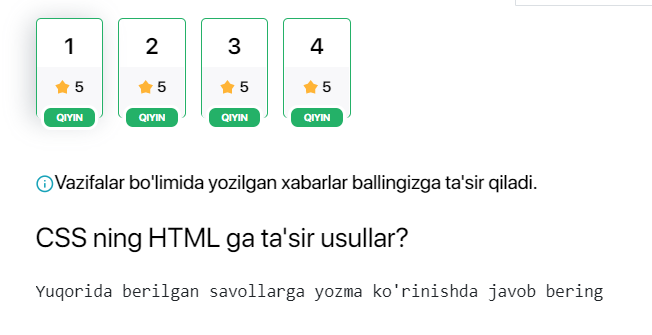 1 2 3 4
5 5 5 5
QIYIN QIYIN QIYIN QIYIN
Vazifalar bo'limida yozilgan xabarlar ballingizga ta'sir qiladi.
CSS ning HTML ga ta'sir usullar?
Yuqorida berilgan savollarga yozma ko'rinishda javob bering